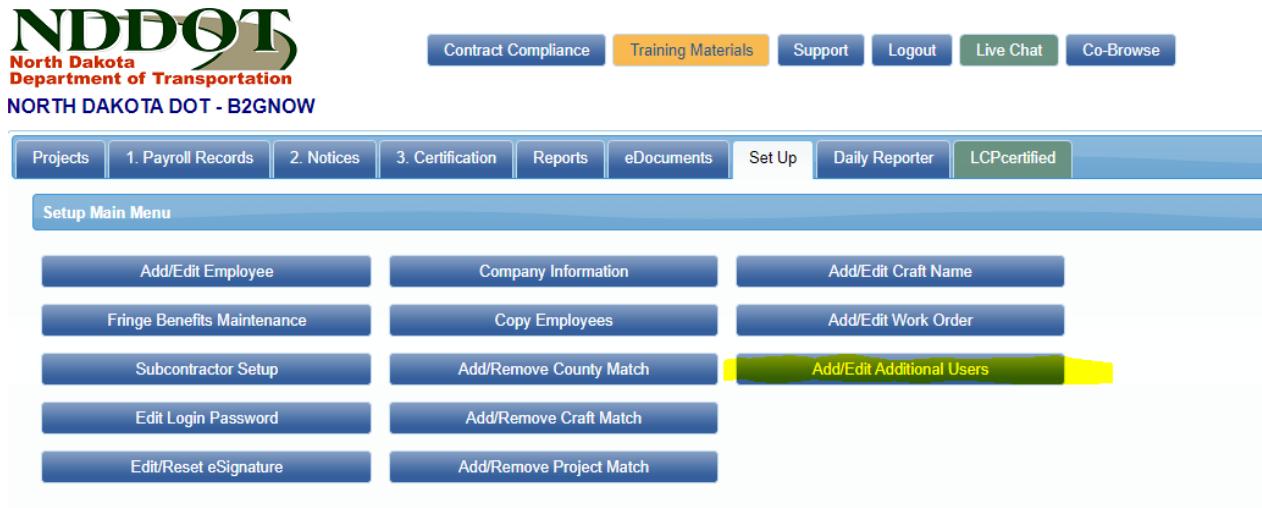 NDDOT
North Dakota
Department of Transportation
NORTH DAKOTA DOT - B2GNOW
Contract Compliance Training Materials Support Logout Live Chat Co-Browse
Projects 1. Payroll Records 2. Notices 3. Certification Reports eDocuments Set Up Daily Reporter LCPcertified
Setup Main Menu
Add/Edit Employee Company Information Add/Edit Craft Name
Fringe Benefits Maintenance Copy Employees Add/Edit Work Order
Subcontractor Setup Add/Remove County Match Add/Edit Additional Users
Edit Login Password Add/Remove Craft Match
Edit/Reset eSignature Add/Remove Project Match